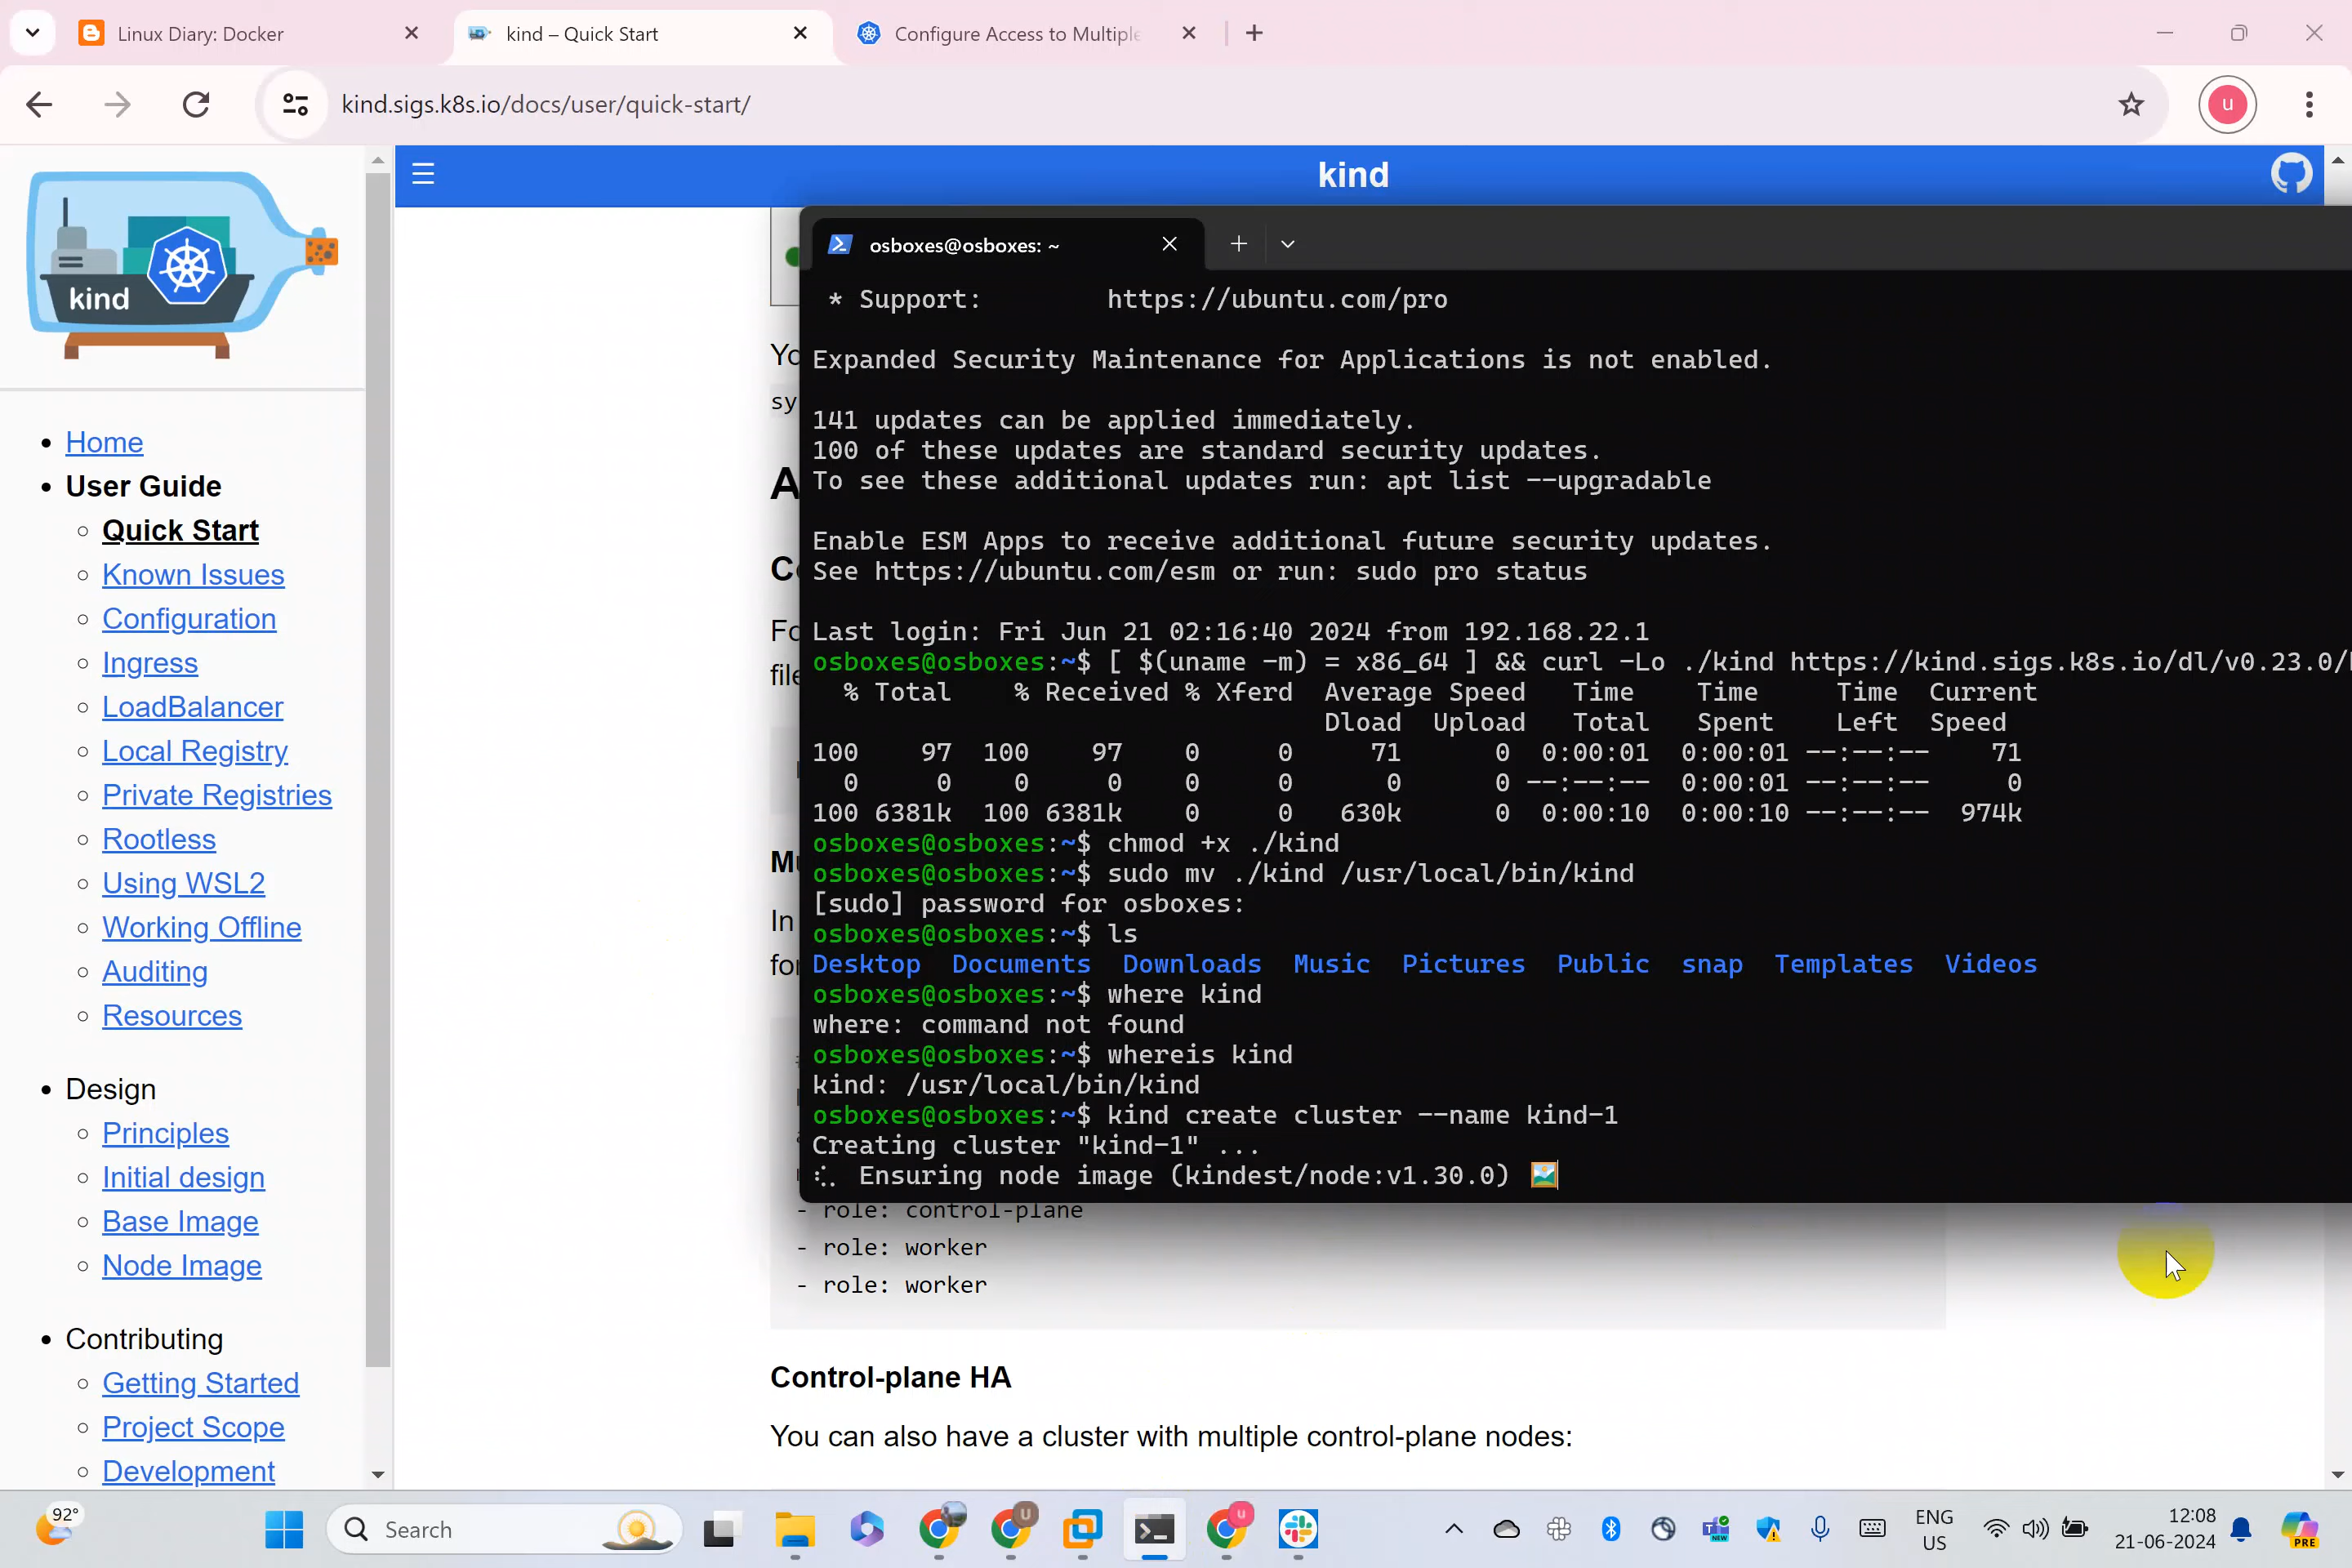 Linux Diary: Docker
kind – Quick Start
Configure Access to Multiple
kind.sigs.k8s.io/docs/user/quick-start/
u
kind
kind
Home
User Guide
Quick Start
Known Issues
Configuration
Ingress
LoadBalancer
Local Registry
Private Registries
Rootless
Using WSL2
Working Offline
Auditing
Resources
Design
Principles
Initial design
Base Image
Node Image
Contributing
Getting Started
Project Scope
Development
osboxes@osboxes: ~
* Support:        https://ubuntu.com/pro
Expanded Security Maintenance for Applications is not enabled.
141 updates can be applied immediately.
100 of these updates are standard security updates.
To see these additional updates run: apt list --upgradable
Enable ESM Apps to receive additional future security updates.
See https://ubuntu.com/esm or run: sudo pro status
Last login: Fri Jun 21 02:16:40 2024 from 192.168.22.1
osboxes@osboxes:~$ [ $(uname -m) = x86_64 ] && curl -Lo ./kind https://kind.sigs.k8s.io/dl/v0.23.0/
% Total    % Received % Xferd  Average Speed   Time    Time     Time  Current
Dload  Upload   Total   Spent    Left  Speed
100    97  100    97    0     0     71      0  0:00:01  0:00:01 --:--:--    71
0     0    0     0    0     0      0      0 --:--:--  0:00:01 --:--:--     0
100 6381k  100 6381k    0     0   630k      0  0:00:10  0:00:10 --:--:--  974k
osboxes@osboxes:~$ chmod +x ./kind
osboxes@osboxes:~$ sudo mv ./kind /usr/local/bin/kind
[sudo] password for osboxes:
osboxes@osboxes:~$ ls
Desktop  Documents  Downloads  Music  Pictures  Public  snap  Templates  Videos
osboxes@osboxes:~$ where kind
where: command not found
osboxes@osboxes:~$ whereis kind
kind: /usr/local/bin/kind
osboxes@osboxes:~$ kind create cluster --name kind-1
Creating cluster "kind-1" ...
Ensuring node image (kindest/node:v1.30.0)
- role: control-plane
- role: worker
- role: worker
Control-plane HA
You can also have a cluster with multiple control-plane nodes:
92°
Search
u
u
NEW
ENG
US
12:08
21-06-2024
PRE